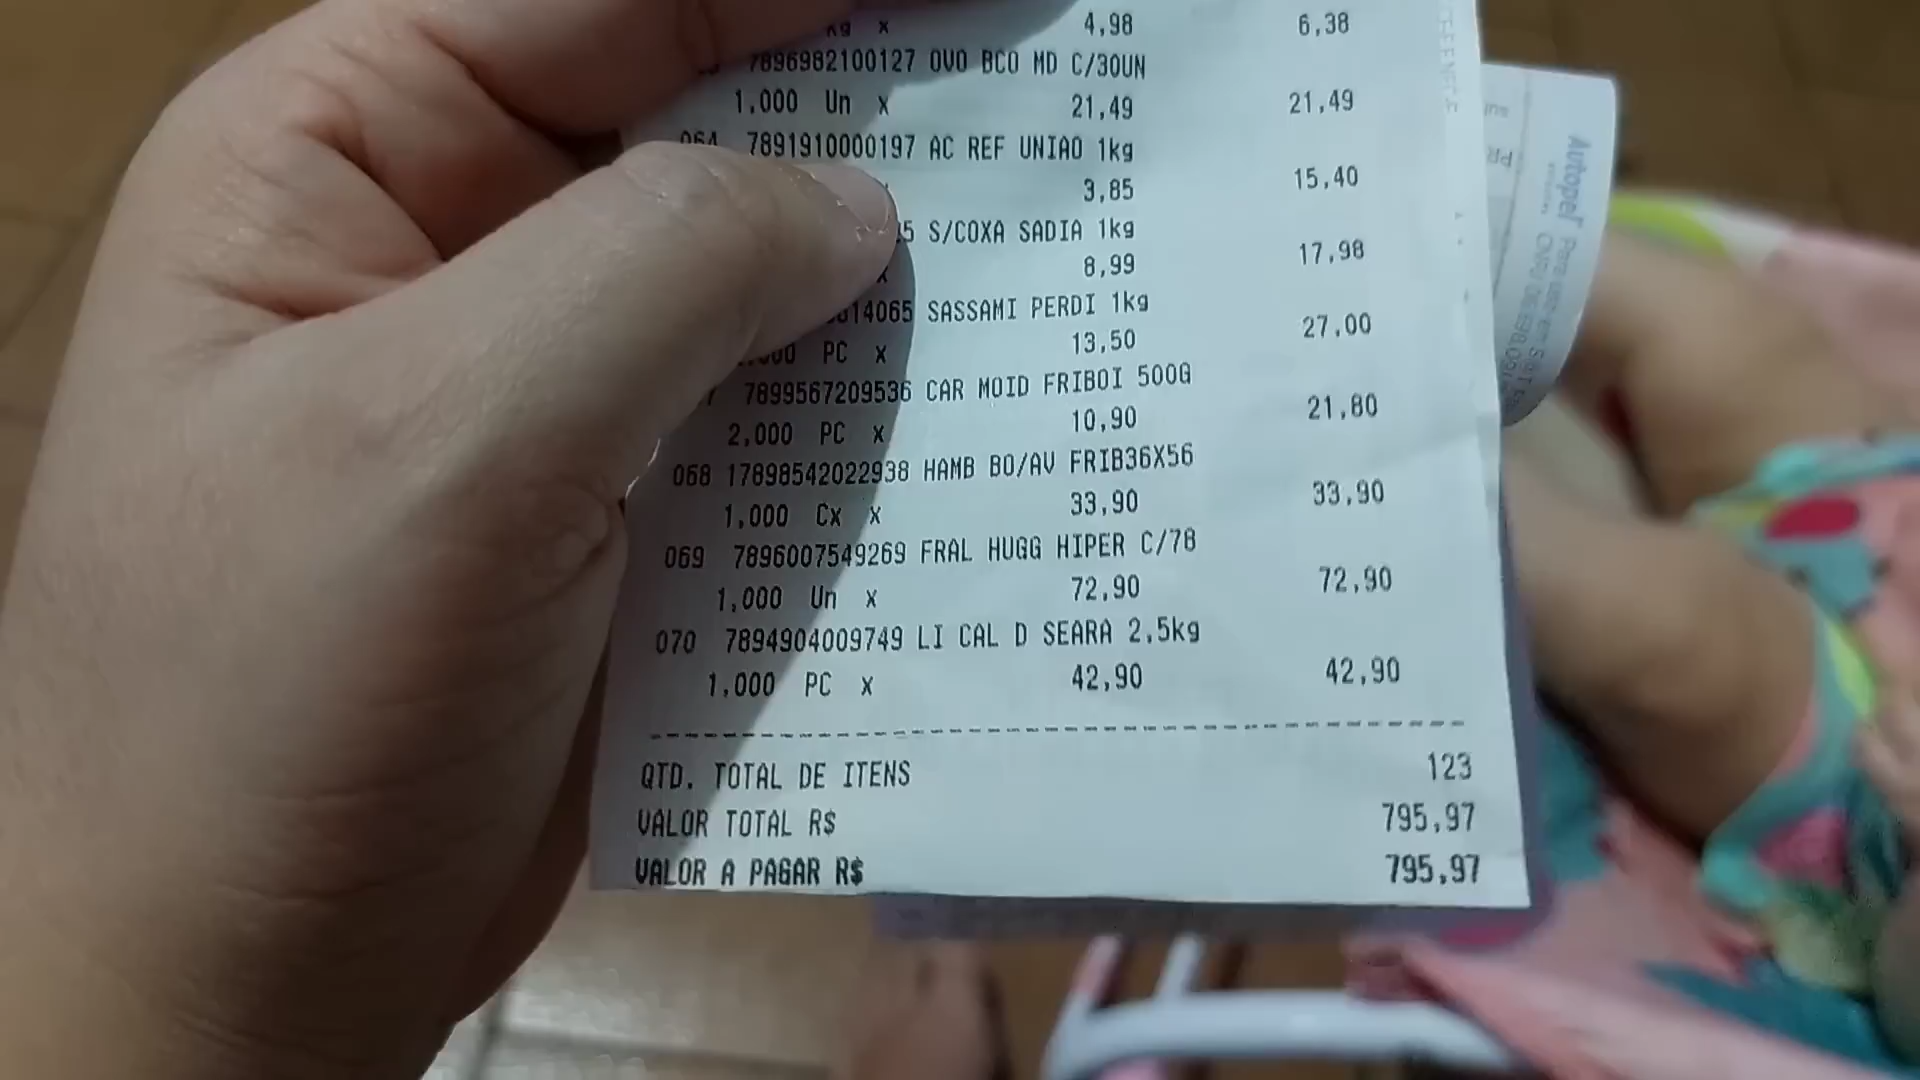 kg x 4,98 6,38
7896982100127 OVO BCO MD C/30UN
1,000 Un x 21,49 21,49
064 7891910000197 AC REF UNIAO 1kg
3,85 15,40
S/COXA SADIA 1kg
x 8,99 17,98
14065 SASSAMI PERDI 1kg
PC x 13,50 27,00
7899567209536 CAR MOID FRIBOI 500G
2,000 PC x 10,90 21,80
068 17898542022938 HAMB BO/AV FRIB36X56
1,000 Cx x 33,90 33,90
069 7896007549269 FRAL HUGG HIPER C/78
1,000 Un x 72,90 72,90
070 7894904009749 LI CAL D SEARA 2,5kg
1,000 PC x 42,90 42,90
QTD. TOTAL DE ITENS 123
VALOR TOTAL R$ 795,97
VALOR A PAGAR R$ 795,97
Autopel